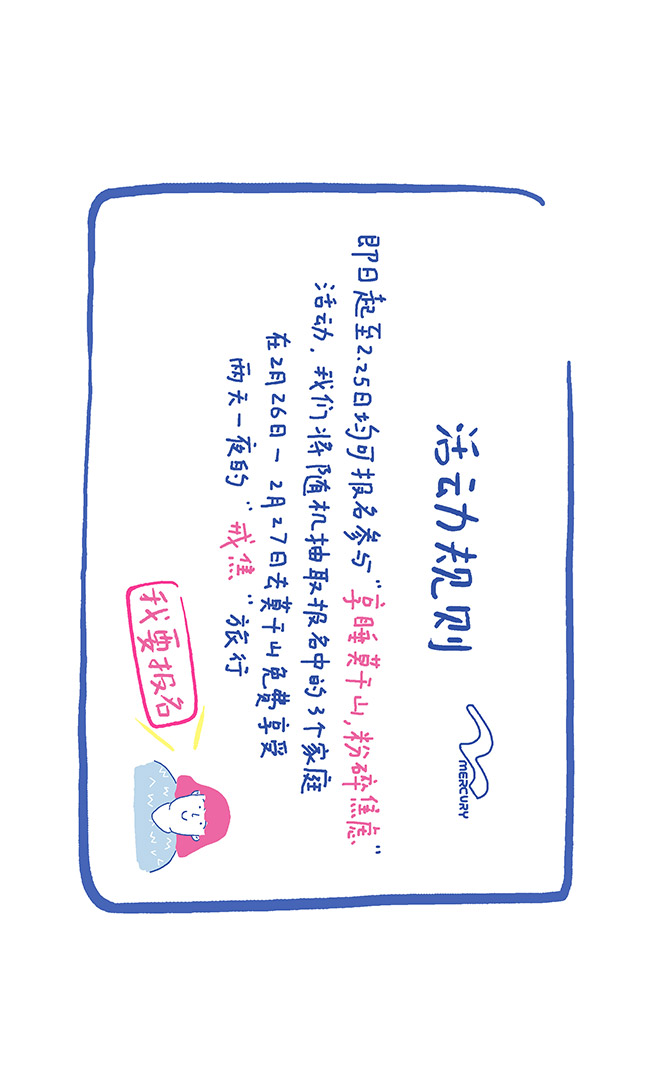 活动规则
MERCURY
即日起至2.25日均可报名参与“享睡莫干山,粉碎焦虑”
活动，我们将随机抽取报名中的3个家庭
在2月26日-2月27日去莫干山免费享受
两天一夜的“戒焦”旅行
我要报名